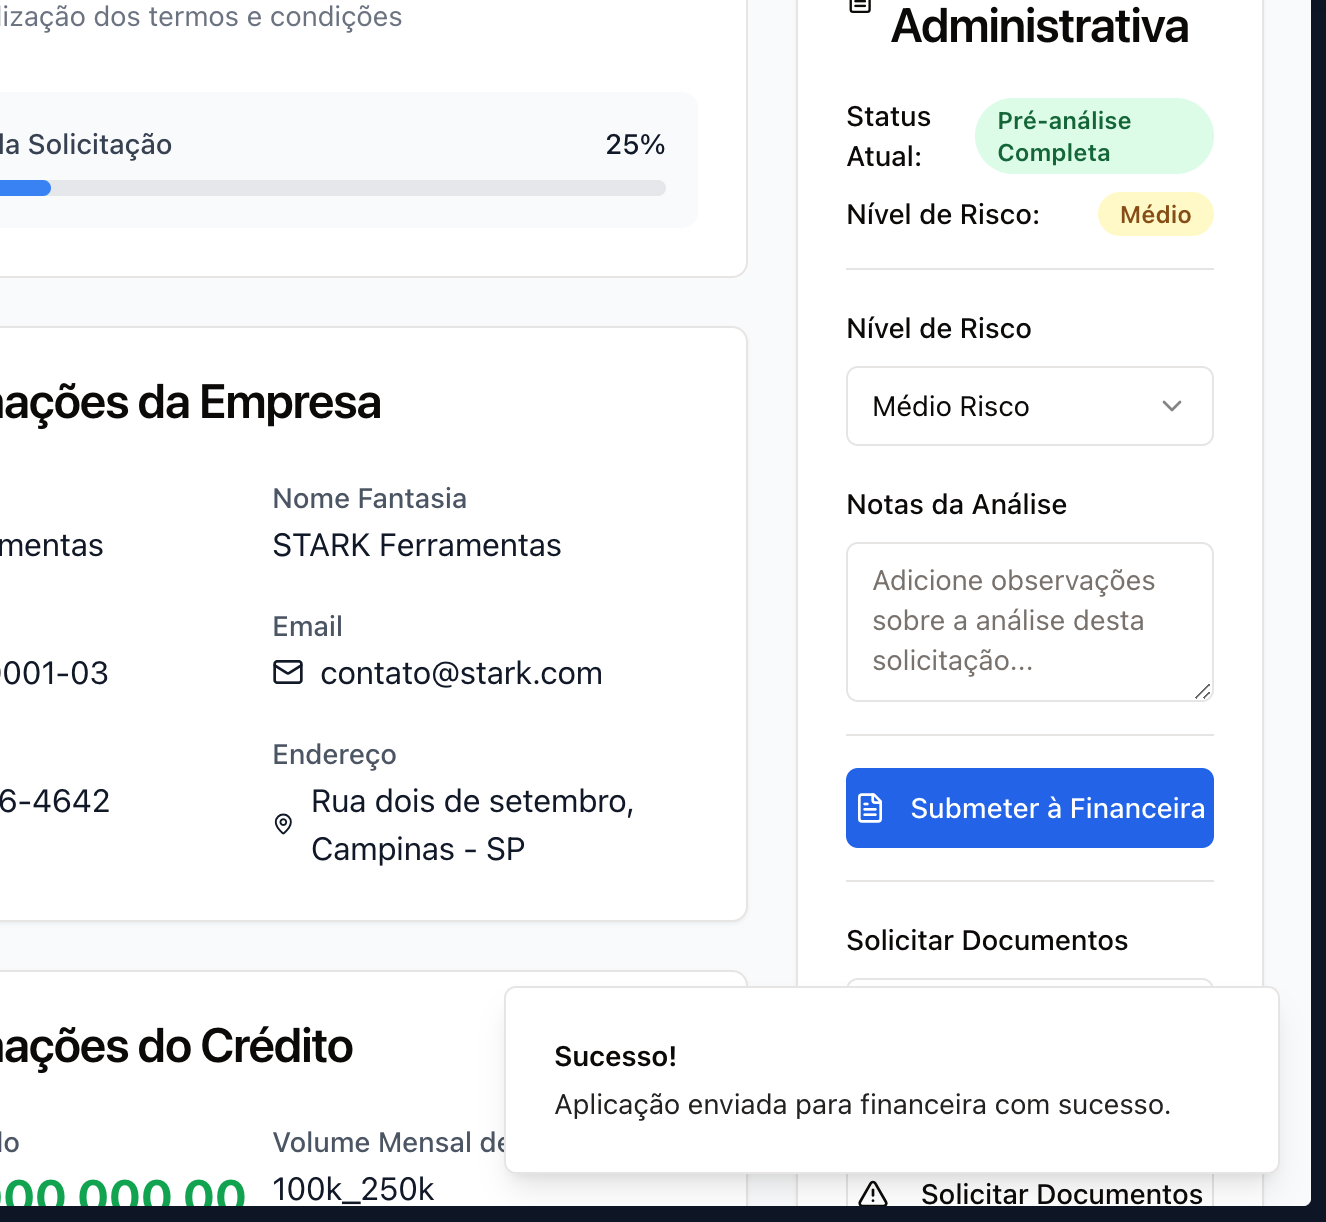 lização dos termos e condições
la Solicitação
25%
nações da Empresa
mentas
Nome Fantasia
STARK Ferramentas
001-03
Email
contato@stark.com
6-4642
Endereço
Rua dois de setembro,
Campinas - SP
nações do Crédito
lo
00 000 00
Volume Mensal de
100k_250k
Administrativa
Status
Atual:
Pré-análise
Completa
Nível de Risco:
Médio
Nível de Risco
Médio Risco
Notas da Análise
Adicione observações
sobre a análise desta
solicitação...
Submeter à Financeira
Solicitar Documentos
Sucesso!
Aplicação enviada para financeira com sucesso.
Solicitar Documentos